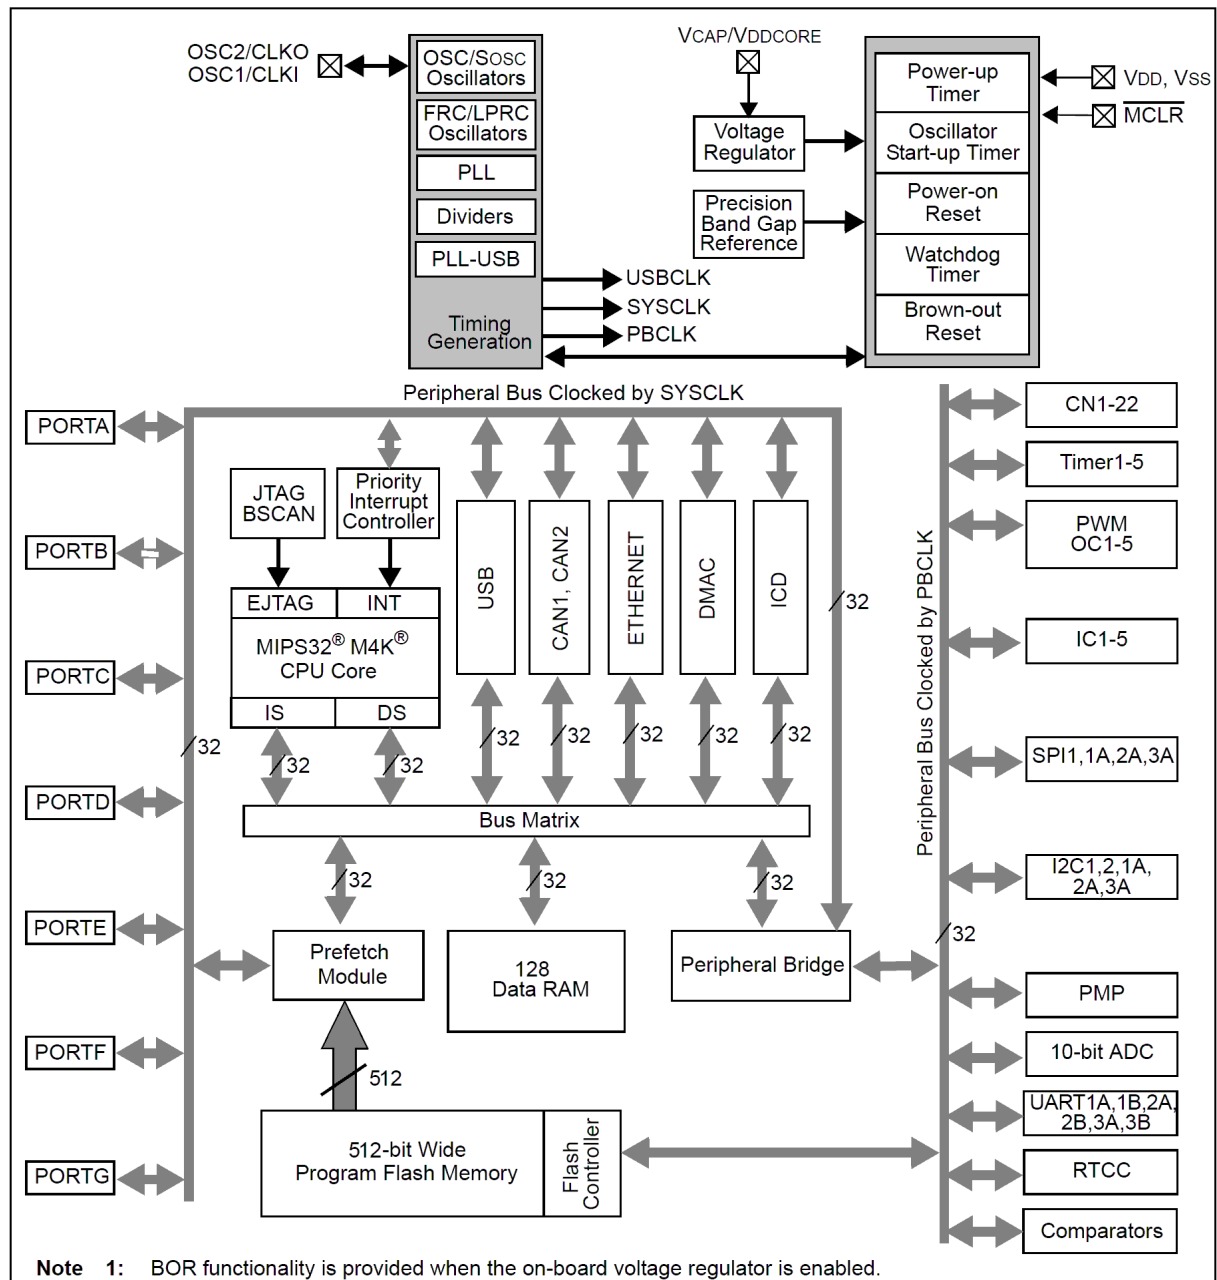 OSC2/CLKO
OSC1/CLKI
OSC/SOSC
Oscillators
FRC/LPRC
Oscillators
PLL
Dividers
PLL-USB
Timing
Generation
USBCLK
SYSCLK
PBCLK
VCAP/VDDCORE
Voltage
Regulator
Precision
Band Gap
Reference
Power-up
Timer
Oscillator
Start-up Timer
Power-on
Reset
Watchdog
Timer
Brown-out
Reset
VDD, VSS
MCLR
Peripheral Bus Clocked by SYSCLK
PORTA
PORTB
PORTC
PORTD
PORTE
PORTF
PORTG
32
JTAG
BSCAN
Priority
Interrupt
Controller
EJTAG
INT
MIPS32® M4K®
CPU Core
IS
DS
USB
CAN1, CAN2
ETHERNET
DMAC
ICD
32
32
32
32
32
32
32
32
Bus Matrix
32
32
32
Prefetch
Module
128
Data RAM
Peripheral Bridge
512
512-bit Wide
Program Flash Memory
Flash
Controller
Peripheral Bus Clocked by PBCLK
32
CN1-22
Timer1-5
PWM
OC1-5
IC1-5
SPI1,1A,2A,3A
I2C1,2,1A,
2A,3A
PMP
10-bit ADC
UART1A,1B,2A,
2B,3A,3B
RTCC
Comparators
Note 1: BOR functionality is provided when the on-board voltage regulator is enabled.